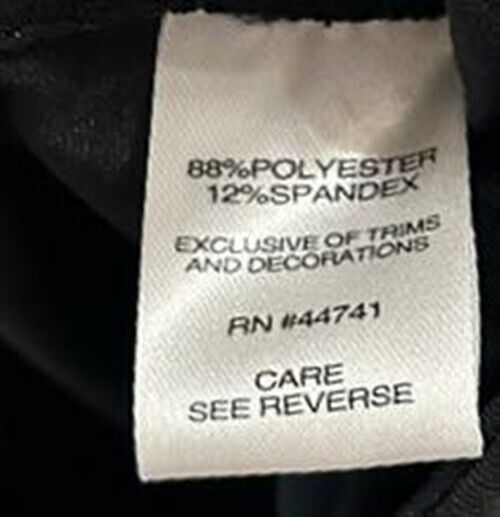 88%POLYESTER
12%SPANDEX
EXCLUSIVE OF TRIMS
AND DECORATIONS
RN #44741
CARE
SEE REVERSE